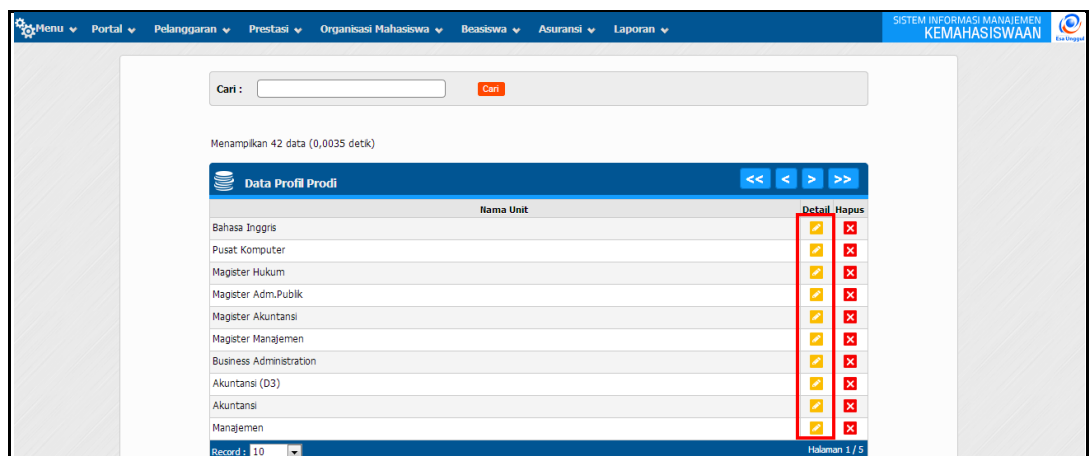 Menu Portal Pelanggaran Prestasi Organisasi Mahasiswa Beasiswa Asuransi Laporan
SISTEM INFORMASI MANAJEMEN
KEMAHASISWAAN
Esa Unggul
Cari : Cari
Menampilkan 42 data (0,0035 detik)
Data Profil Prodi << < > >>
Nama Unit Detail Hapus
Bahasa Inggris
Pusat Komputer
Magister Hukum
Magister Adm.Publik
Magister Akuntansi
Magister Manajemen
Business Administration
Akuntansi (D3)
Akuntansi
Manajemen
Record : 10 Halaman 1 / 5